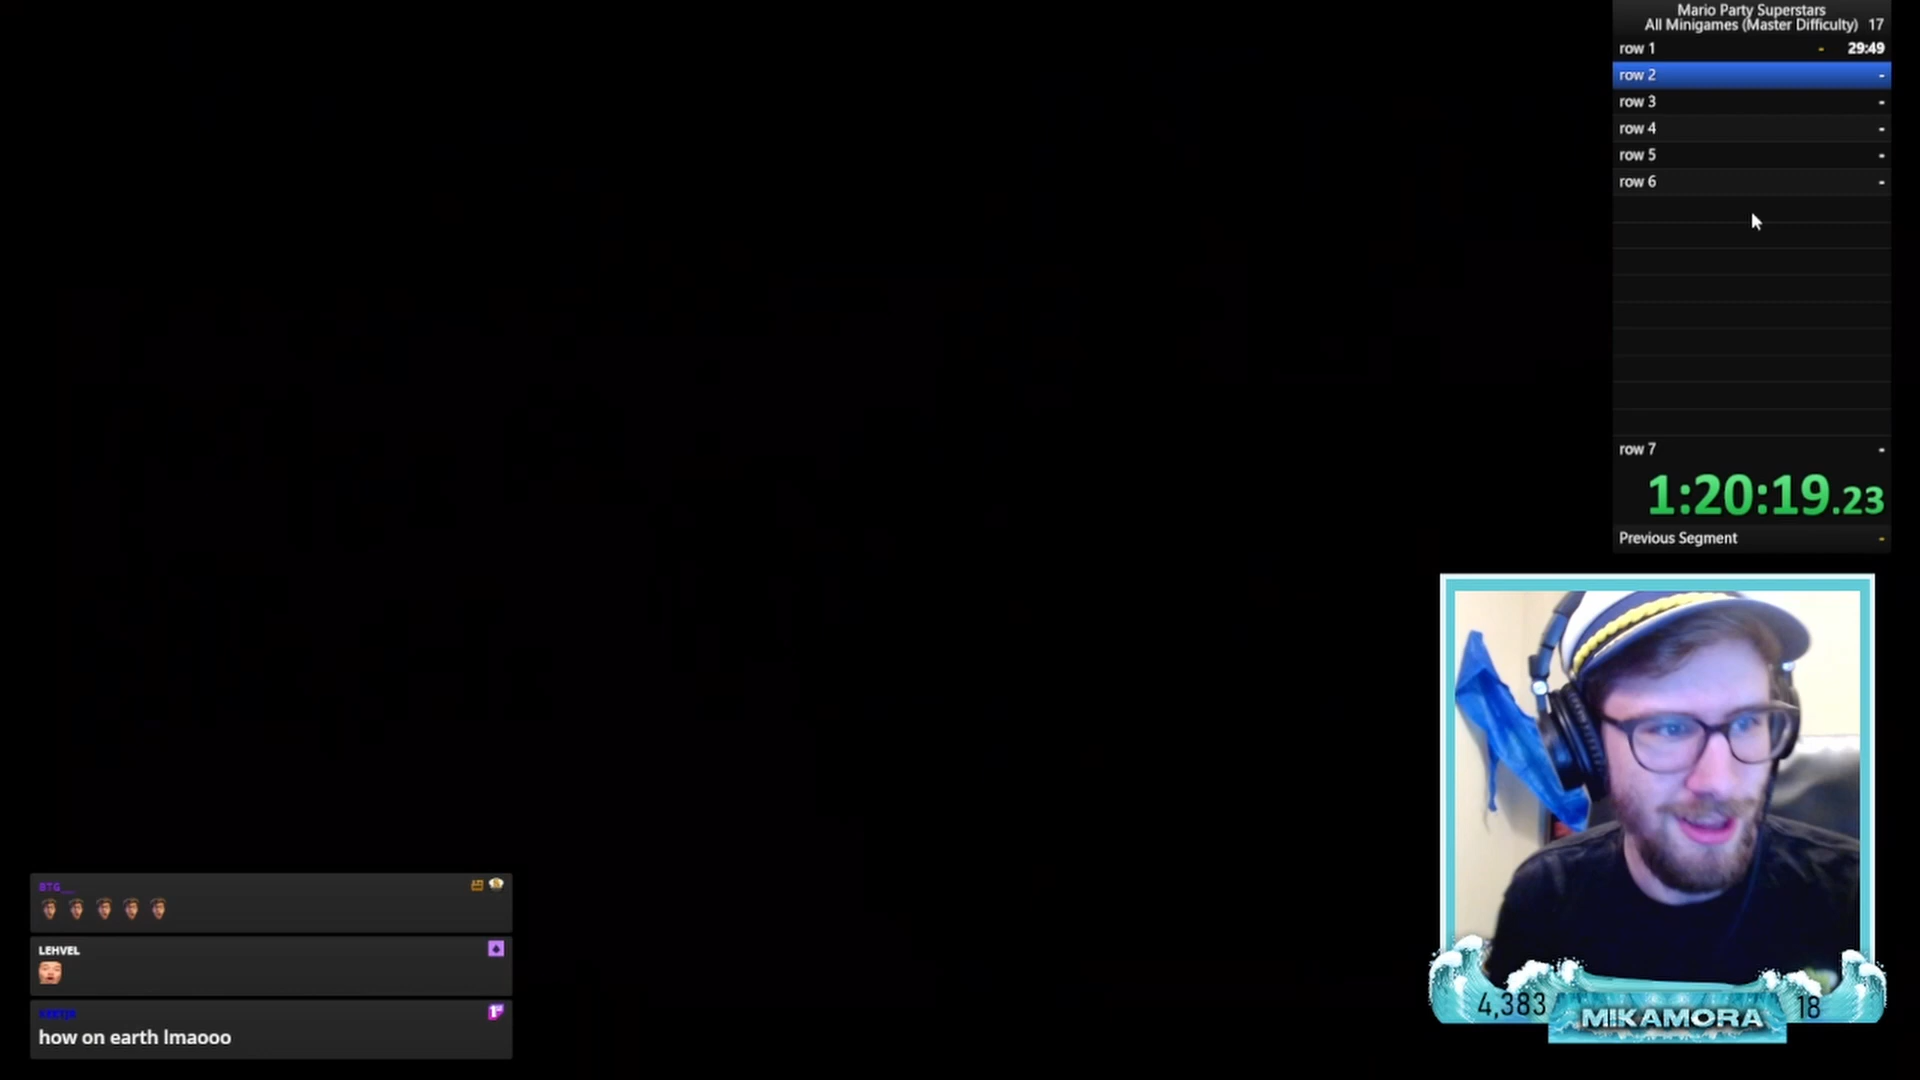 Mario Party Superstars
All Minigames (Master Difficulty) 17
row 1 - 29:49
row 2 -
row 3 -
row 4 -
row 5 -
row 6 -
row 7 -
1:20:19.23
Previous Segment -
BTG__
LEHVEL
how on earth lmaooo
4,383
MIKAMORA
18